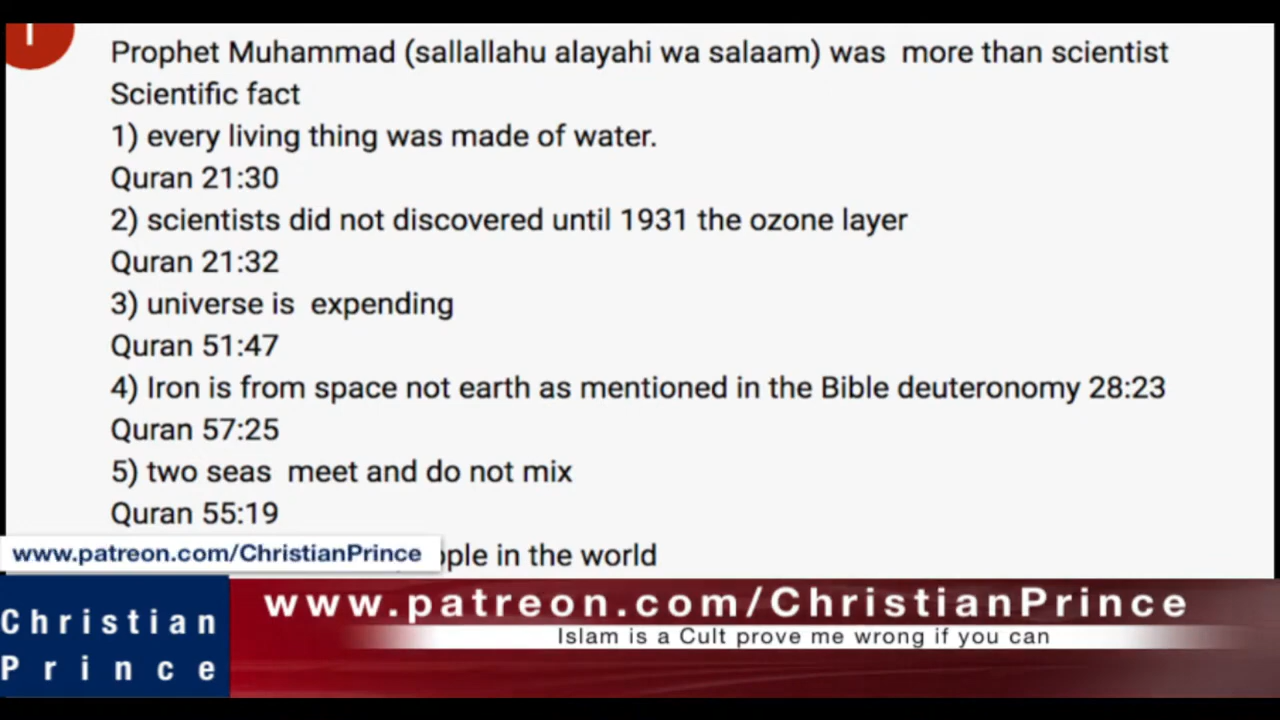 Prophet Muhammad (sallallahu alayahi wa salaam) was more than scientist
Scientific fact
1) every living thing was made of water.
Quran 21:30
2) scientists did not discovered until 1931 the ozone layer
Quran 21:32
3) universe is expending
Quran 51:47
4) Iron is from space not earth as mentioned in the Bible deuteronomy 28:23
Quran 57:25
5) two seas meet and do not mix
Quran 55:19
in the world
www.patreon.com/ChristianPrince
www.patreon.com/ChristianPrince
Islam is a Cult prove me wrong if you can
Christian
Prince